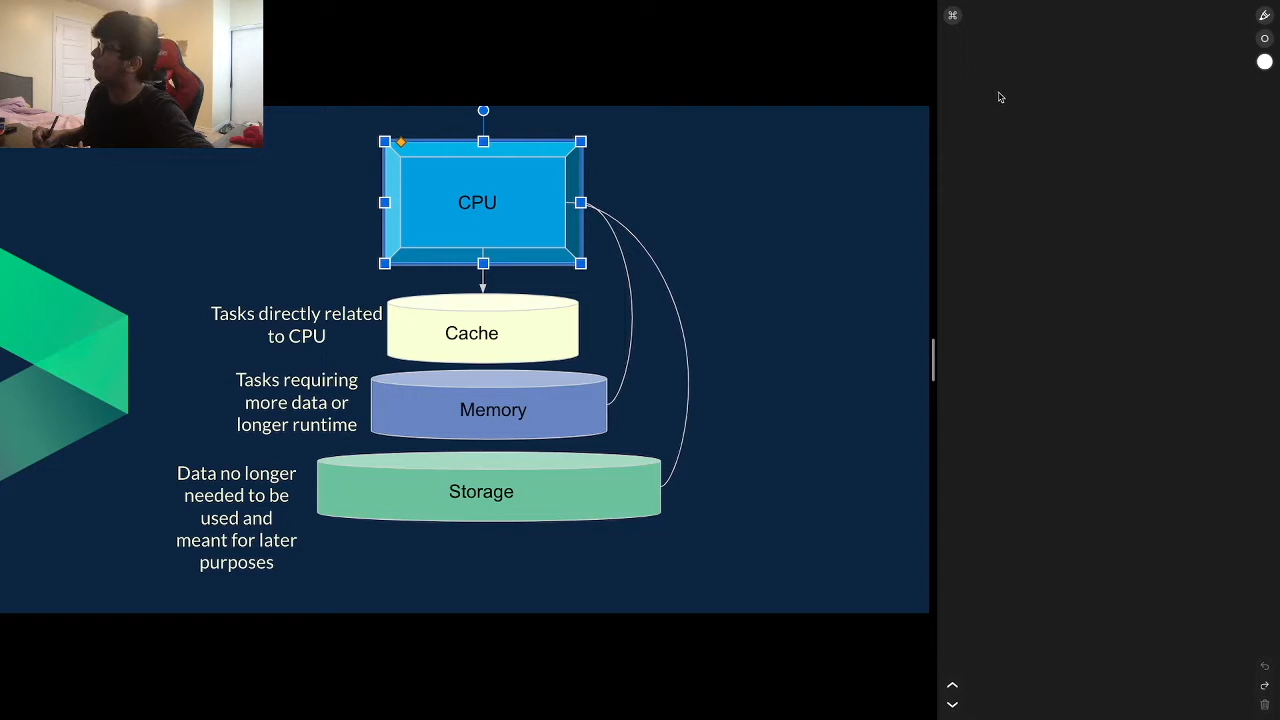 CPU
Tasks directly related
to CPU
Cache
Tasks requiring
more data or
longer runtime
Memory
Data no longer
needed to be
used and
meant for later
purposes
Storage